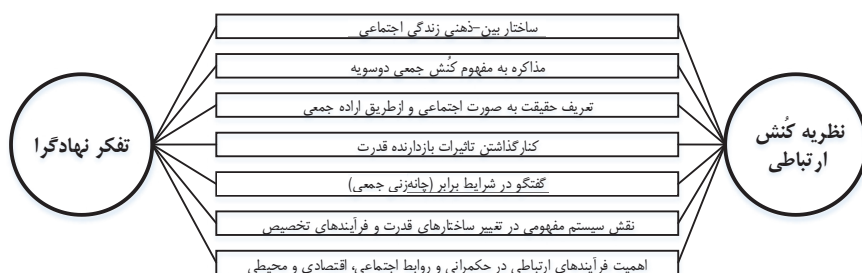 ساختار بین-ذهنی زندگی اجتماعی
مذاکره به مفهوم کُنش جمعی دوسویه
تعریف حقیقت به صورت اجتماعی و ازطریق اراده جمعی
کنارگذاشتن تاثیرات بازدارنده قدرت
گفتگو در شرایط برابر (چانه‌زنی جمعی)
نقش سیستم مفهومی در تغییر ساختارهای قدرت و فرآیندهای تخصیص
اهمیت فرآیندهای ارتباطی در حکمرانی و روابط اجتماعی، اقتصادی و محیطی
نظریه کُنش
ارتباطی
تفکر نهادگرا